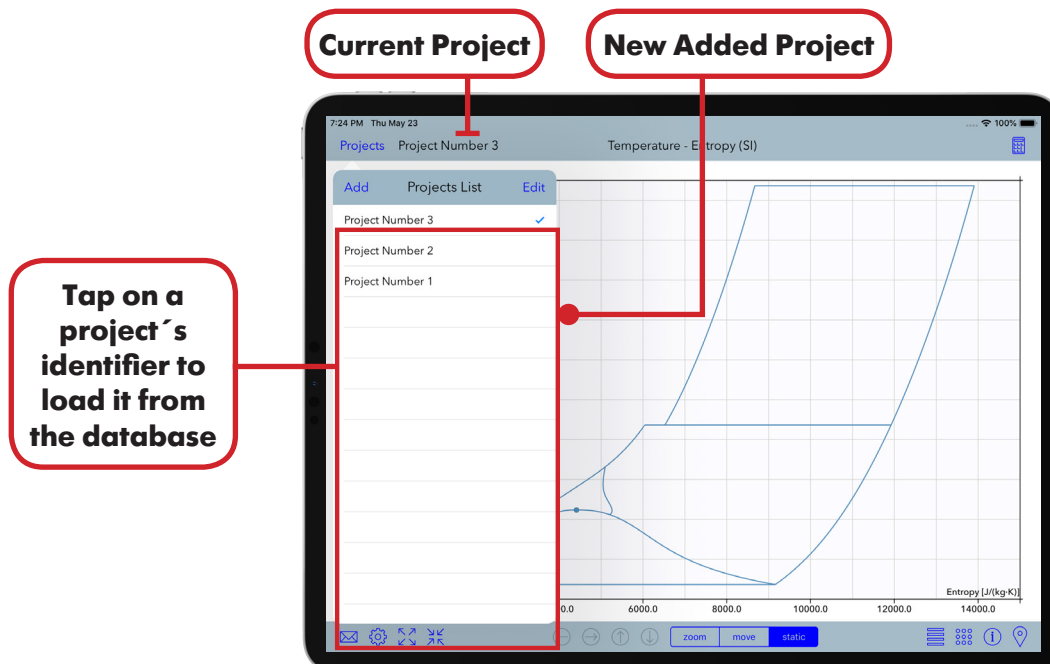 Current Project
New Added Project
7:24 PM Thu May 23
100%
Projects Project Number 3 Temperature - Entropy (SI)
Add Projects List Edit
Project Number 3
Project Number 2
Project Number 1
Tap on a
project´s
identifier to
load it from
the database
Entropy [J/(kg·K)]
0.0 6000.0 8000.0 10000.0 12000.0 14000.0
zoom move static